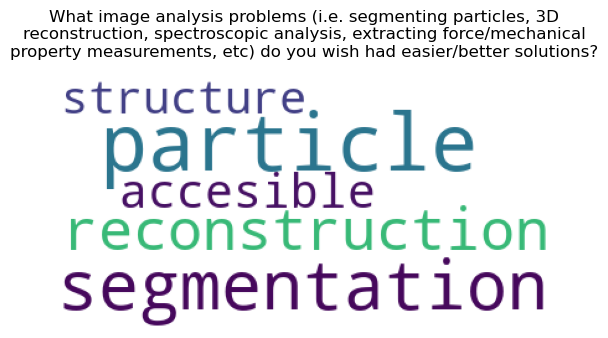 What image analysis problems (i.e. segmenting particles, 3D
reconstruction, spectroscopic analysis, extracting force/mechanical
property measurements, etc) do you wish had easier/better solutions?
structure
particle
accesible
reconstruction
segmentation